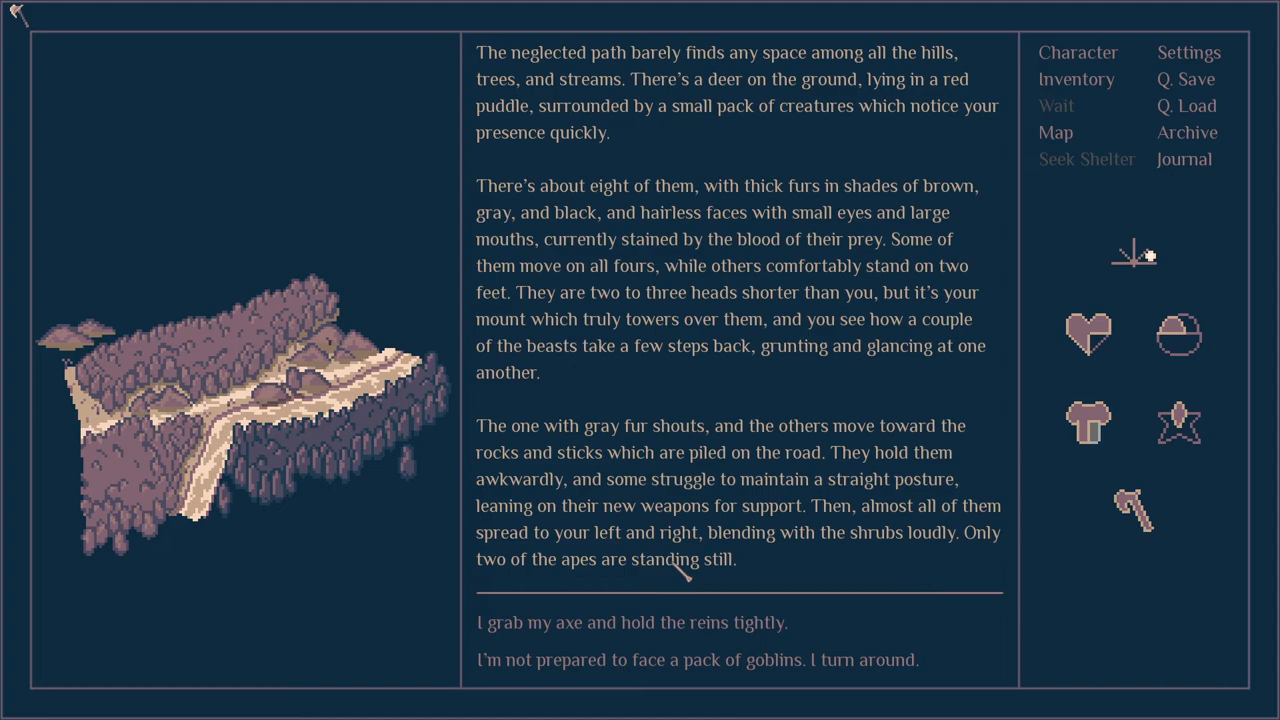 The neglected path barely finds any space among all the hills,
trees, and streams. There's a deer on the ground, lying in a red
puddle, surrounded by a small pack of creatures which notice your
presence quickly.
There's about eight of them, with thick furs in shades of brown,
gray, and black, and hairless faces with small eyes and large
mouths, currently stained by the blood of their prey. Some of
them move on all fours, while others comfortably stand on two
feet. They are two to three heads shorter than you, but it's your
mount which truly towers over them, and you see how a couple
of the beasts take a few steps back, grunting and glancing at one
another.
The one with gray fur shouts, and the others move toward the
rocks and sticks which are piled on the road. They hold them
awkwardly, and some struggle to maintain a straight posture,
leaning on their new weapons for support. Then, almost all of them
spread to your left and right, blending with the shrubs loudly. Only
two of the apes are standing still.
I grab my axe and hold the reins tightly.
I'm not prepared to face a pack of goblins. I turn around.
Character Settings
Inventory Q. Save
Wait Q. Load
Map Archive
Seek Shelter Journal